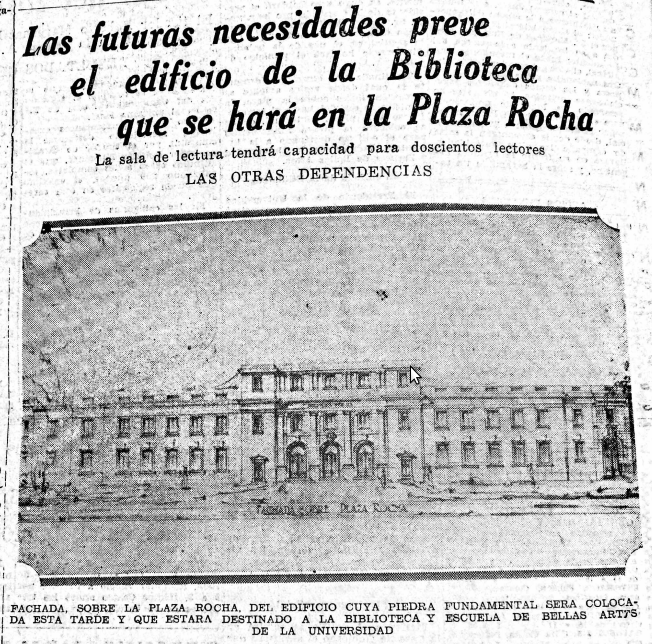 Las futuras necesidades preve
el edificio de la Biblioteca
que se hará en la Plaza Rocha
La sala de lectura tendrá capacidad para doscientos lectores
LAS OTRAS DEPENDENCIAS
FACHADA SOBRE PLAZA ROCHA
FACHADA, SOBRE LA PLAZA ROCHA, DEL EDIFICIO CUYA PIEDRA FUNDAMENTAL SERA COLOCA-
DA ESTA TARDE Y QUE ESTARA DESTINADO A LA BIBLIOTECA Y ESCUELA DE BELLAS ARTES
DE LA UNIVERSIDAD